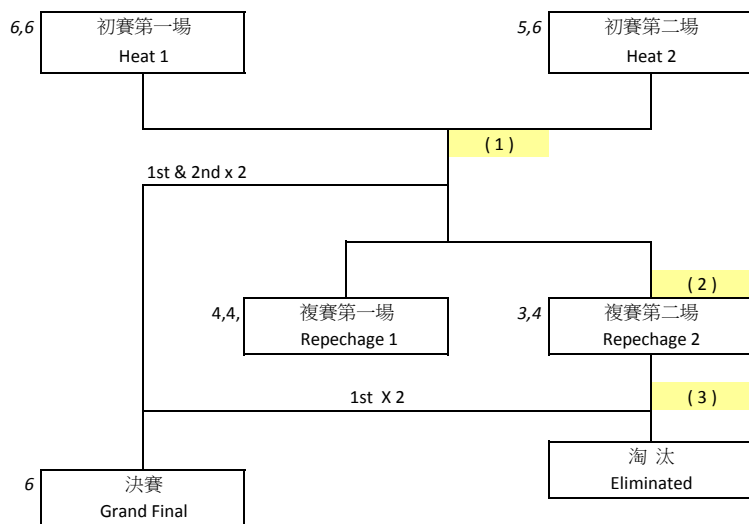 6,6
初賽第一場
Heat 1
5,6
初賽第二場
Heat 2
( 1 )
1st & 2nd x 2
( 2 )
4,4,
複賽第一場
Repechage 1
3,4
複賽第二場
Repechage 2
1st X 2
( 3 )
淘 汰
Eliminated
6
決賽
Grand Final